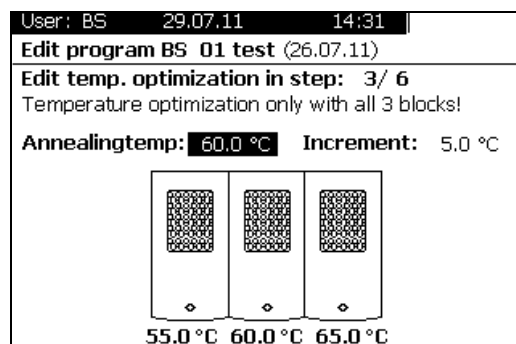 User: BS 29.07.11 14:31
Edit program BS 01 test (26.07.11)
Edit temp. optimization in step: 3/ 6
Temperature optimization only with all 3 blocks!
Annealingtemp: 60.0 °C Increment: 5.0 °C
55.0 °C 60.0 °C 65.0 °C